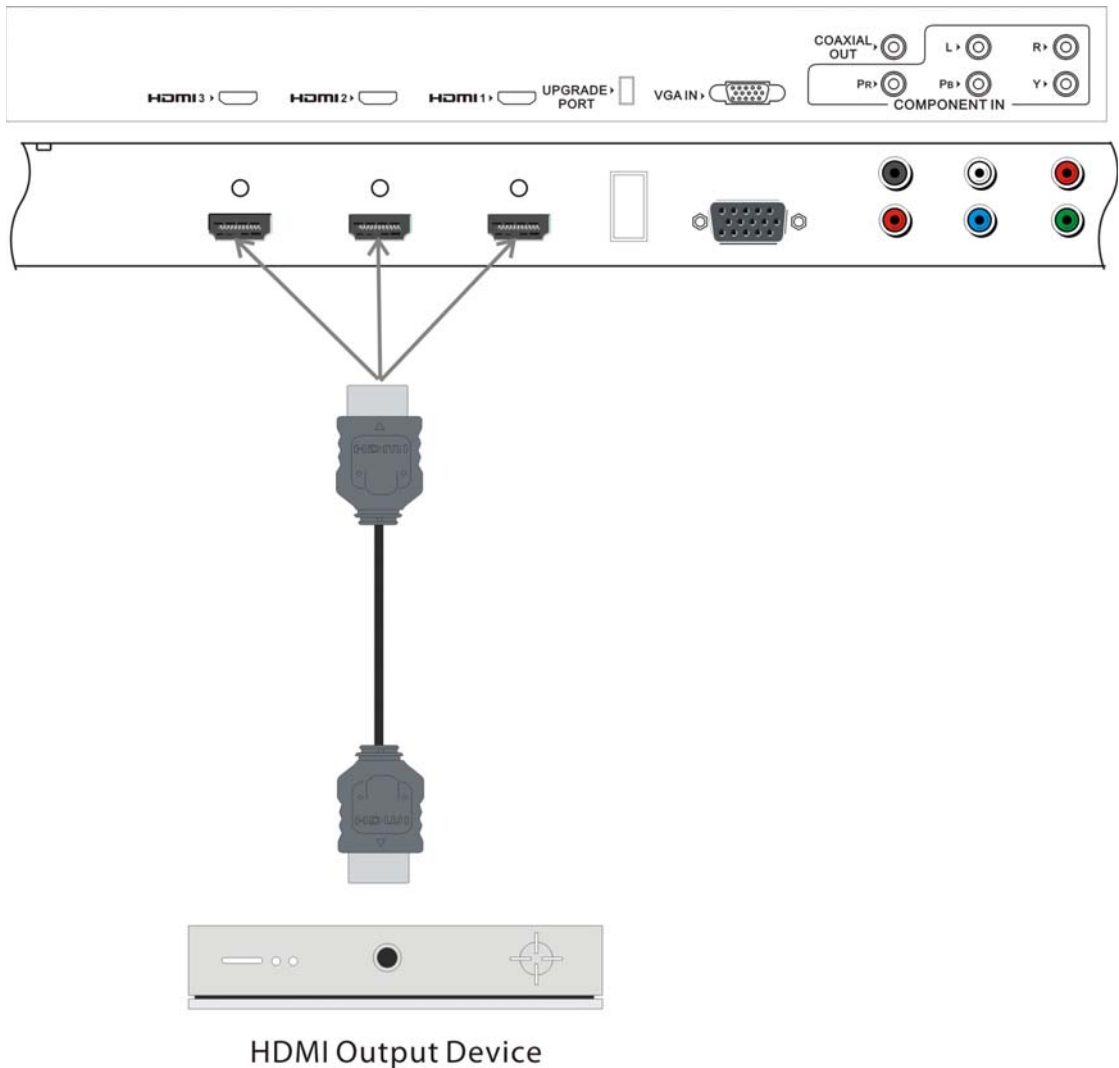 COAXIAL OUT
L
R
HDMI 3
HDMI 2
HDMI 1
UPGRADE PORT
VGA IN
PR
PB
Y
COMPONENT IN
HDMI
HDMI
HDMI Output Device